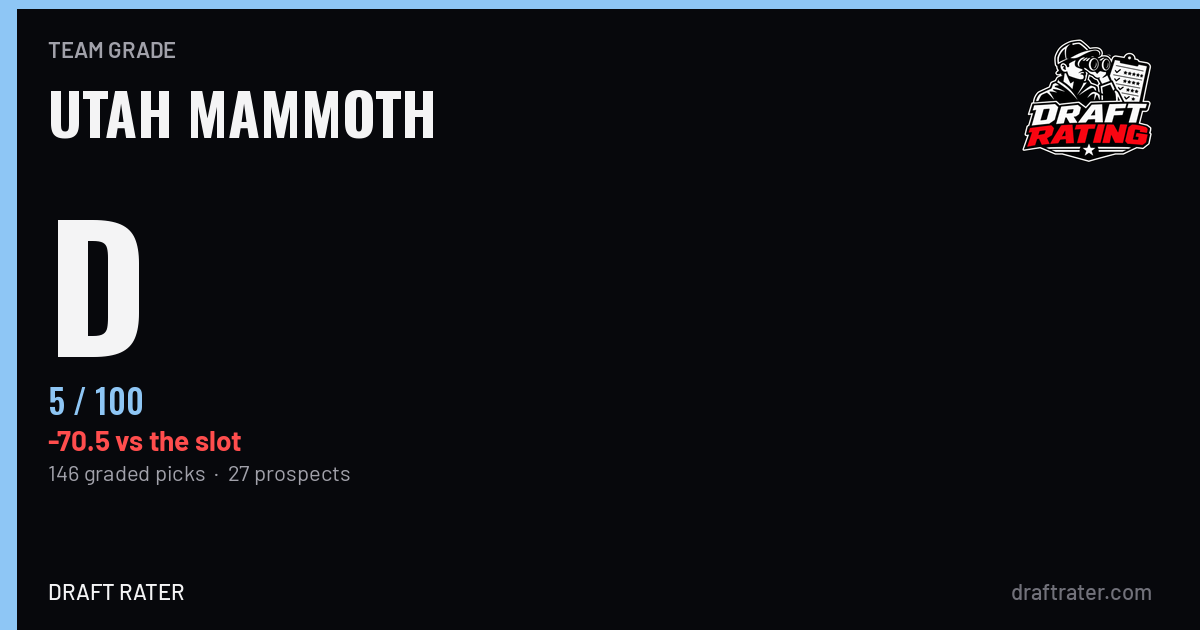 TEAM GRADE
UTAH MAMMOTH
DRAFT
RATING
D
5 / 100
-70.5 vs the slot
146 graded picks · 27 prospects
DRAFT RATER
draftrater.com